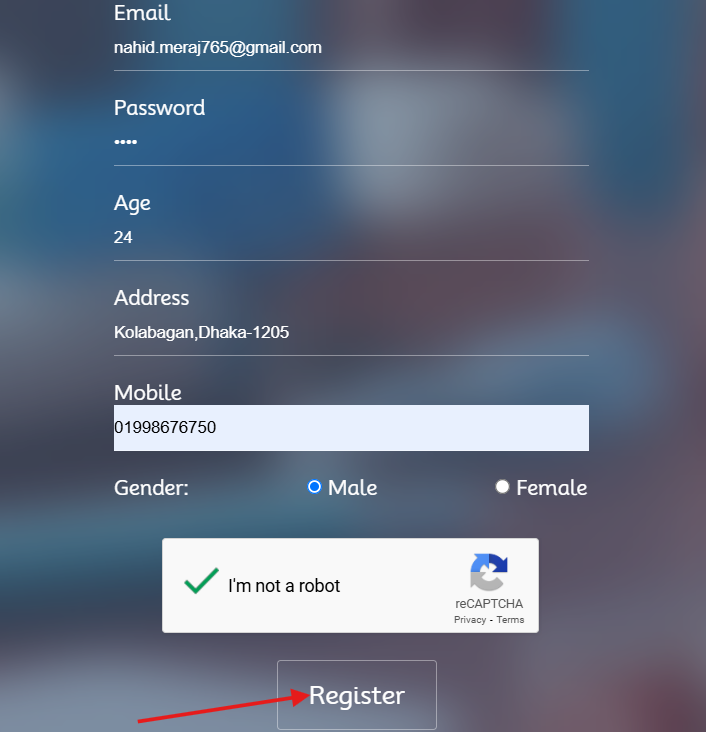 Email
nahid.meraj765@gmail.com
Password
••••
Age
24
Address
Kolabagan,Dhaka-1205
Mobile
01998676750
Gender: Male Female
I'm not a robot
reCAPTCHA
Privacy - Terms
Register